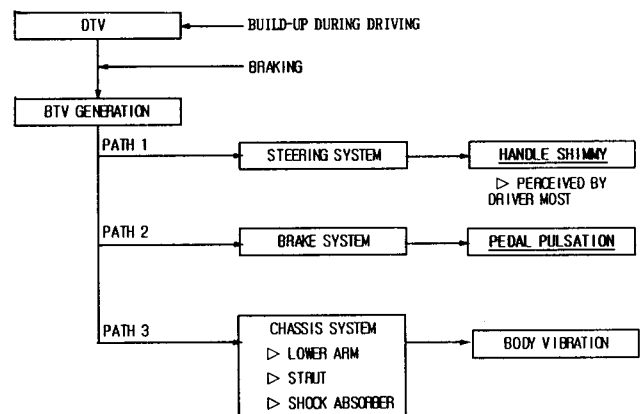 DTV
BUILD-UP DURING DRIVING
BRAKING
BTV GENERATION
PATH 1
STEERING SYSTEM
HANDLE SHIMMY
▷ PERCEIVED BY
DRIVER MOST
PATH 2
BRAKE SYSTEM
PEDAL PULSATION
PATH 3
CHASSIS SYSTEM
▷ LOWER ARM
▷ STRUT
▷ SHOCK ABSORBER
BODY VIBRATION